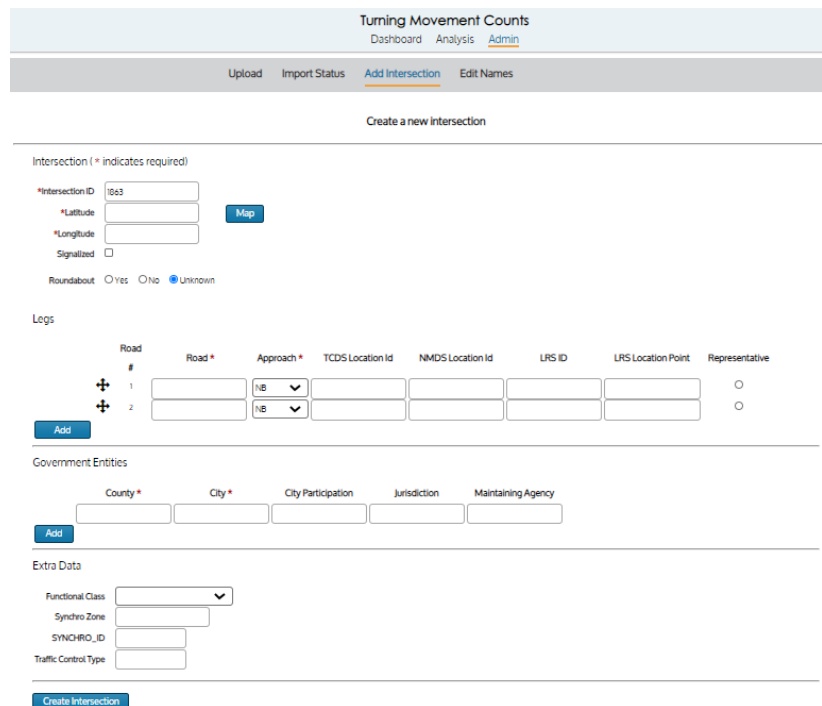 Turning Movement Counts
Dashboard Analysis Admin
Upload Import Status Add Intersection Edit Names
Create a new intersection
Intersection ( * indicates required)
*Intersection ID 1863
*Latitude Map
*Longitude
Signalized
Roundabout Yes No Unknown
Legs
Road # Road * Approach * TCDS Location Id NMDS Location Id LRS ID LRS Location Point Representative
1 NB
2 NB
Add
Government Entities
County * City * City Participation Jurisdiction Maintaining Agency
Add
Extra Data
Functional Class
Synchro Zone
SYNCHRO_ID
Traffic Control Type
Create Intersection